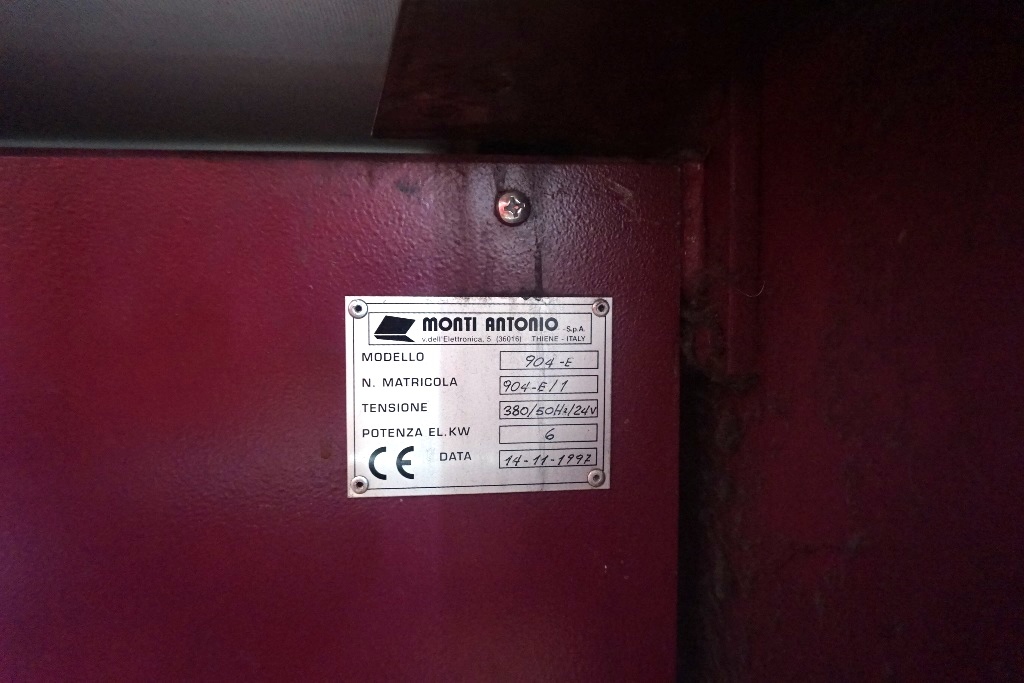 MONTI ANTONIO -S.p.A.
v.dell'Elettronica, 5 (36016) - THIENE - ITALY
MODELLO 904-E
N. MATRICOLA 904-E/1
TENSIONE 380/50Hz/24V
POTENZA EL.KW 6
CE DATA 14-11-1997